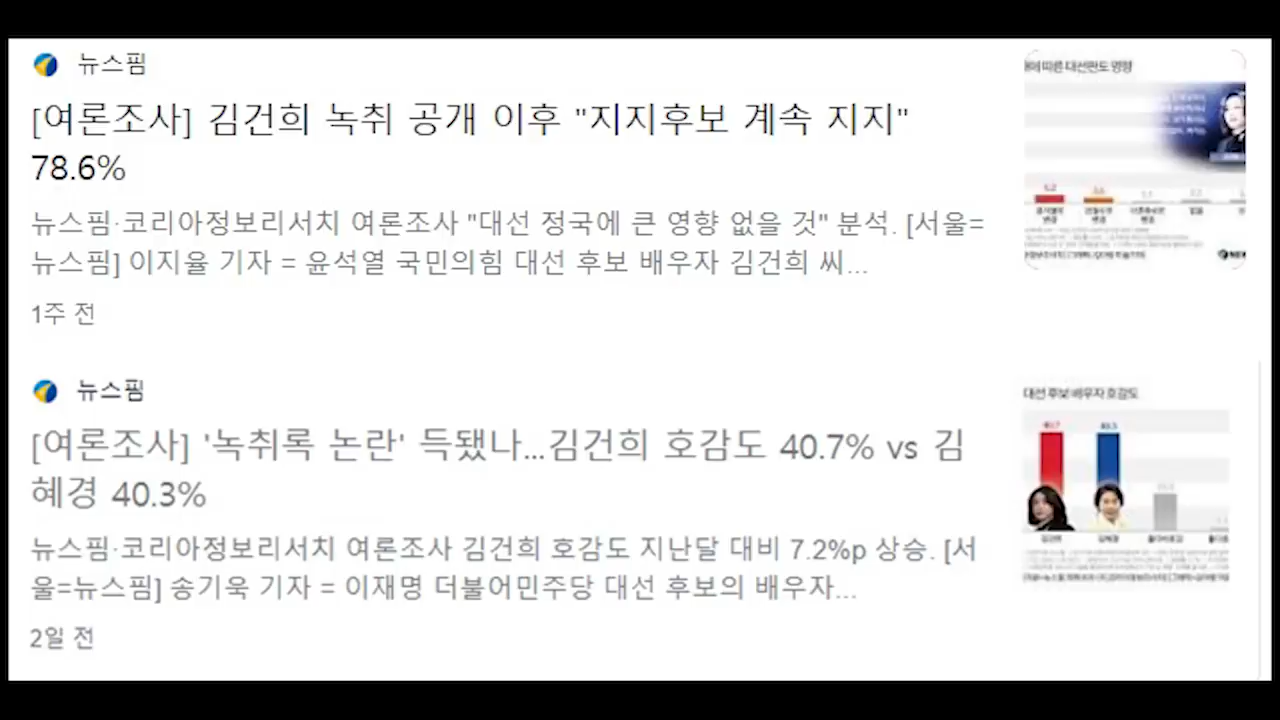 뉴스핌
[여론조사] 김건희 녹취 공개 이후 "지지후보 계속 지지"
78.6%
뉴스핌·코리아정보리서치 여론조사 "대선 정국에 큰 영향 없을 것" 분석. [서울=
뉴스핌] 이지율 기자 = 윤석열 국민의힘 대선 후보 배우자 김건희 씨...
1주 전
따른 대선판도 영향
뉴스핌
[여론조사] '녹취록 논란' 득됐나...김건희 호감도 40.7% vs 김
혜경 40.3%
뉴스핌·코리아정보리서치 여론조사 김건희 호감도 지난달 대비 7.2%p 상승. [서
울=뉴스핌] 송기욱 기자 = 이재명 더불어민주당 대선 후보의 배우자...
2일 전
대선 후보 배우자 호감도